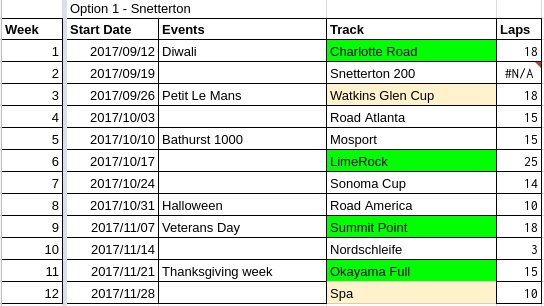 Option 1 - Snetterton
Week Start Date Events Track Laps
1 2017/09/12 Diwali Charlotte Road 18
2 2017/09/19 Snetterton 200 #N/A
3 2017/09/26 Petit Le Mans Watkins Glen Cup 18
4 2017/10/03 Road Atlanta 15
5 2017/10/10 Bathurst 1000 Mosport 15
6 2017/10/17 LimeRock 25
7 2017/10/24 Sonoma Cup 14
8 2017/10/31 Halloween Road America 10
9 2017/11/07 Veterans Day Summit Point 18
10 2017/11/14 Nordschleife 3
11 2017/11/21 Thanksgiving week Okayama Full 15
12 2017/11/28 Spa 10